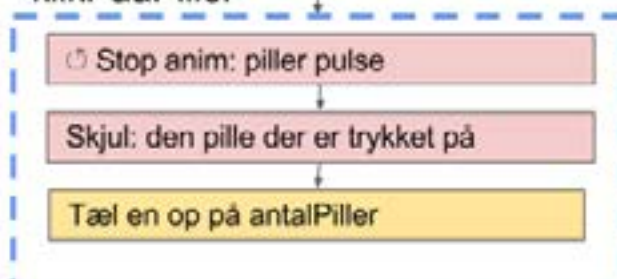 ↺ Stop anim: piller pulse
Skjul: den pille der er trykket på
Tæl en op på antalPiller